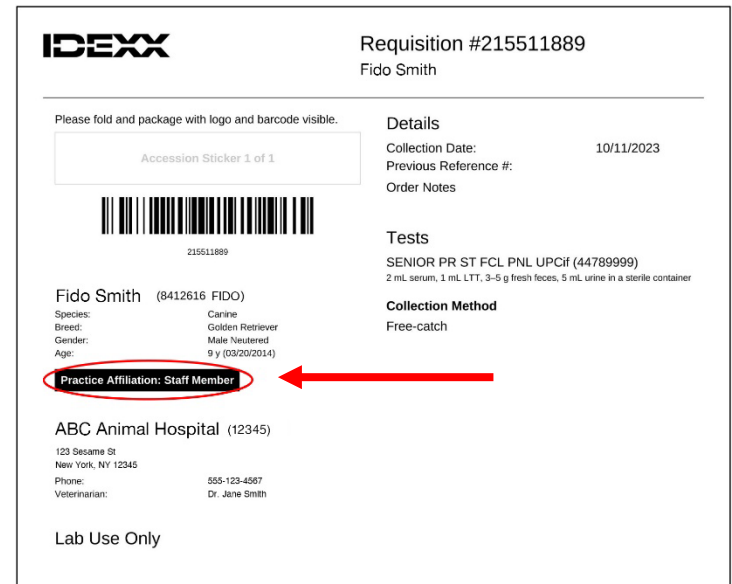 IDEXX
Requisition #215511889
Fido Smith
Please fold and package with logo and barcode visible.
Accession Sticker 1 of 1
215511889
Fido Smith (8412616 FIDO)
Species: Canine
Breed: Golden Retriever
Gender: Male Neutered
Age: 9 y (03/20/2014)
Practice Affiliation: Staff Member
ABC Animal Hospital (12345)
123 Sesame St
New York, NY 12345
Phone: 555-123-4567
Veterinarian: Dr. Jane Smith
Lab Use Only
Details
Collection Date: 10/11/2023
Previous Reference #:
Order Notes
Tests
SENIOR PR ST FCL PNL UPCif (44789999)
2 mL serum, 1 mL LTT, 3–5 g fresh feces, 5 mL urine in a sterile container
Collection Method
Free-catch